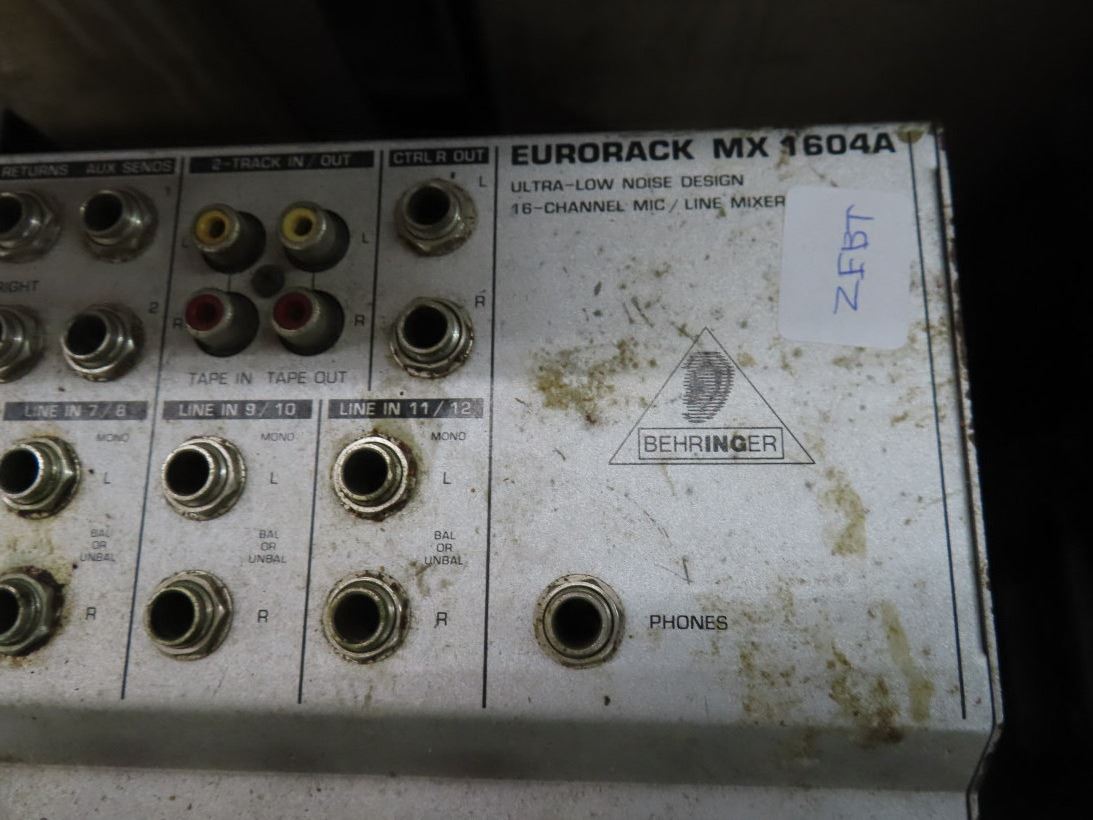 RETURNS AUX SENDS
1
2
RIGHT
2-TRACK IN / OUT
L L
R R
TAPE IN TAPE OUT
CTRL R OUT
L
R
EURORACK MX 1604A
ULTRA-LOW NOISE DESIGN
16-CHANNEL MIC / LINE MIXER
ZFBT
BEHRINGER
LINE IN 7/8
MONO
L
BAL
OR
UNBAL
R
LINE IN 9/10
MONO
L
BAL
OR
UNBAL
R
LINE IN 11/12
MONO
L
BAL
OR
UNBAL
R
PHONES